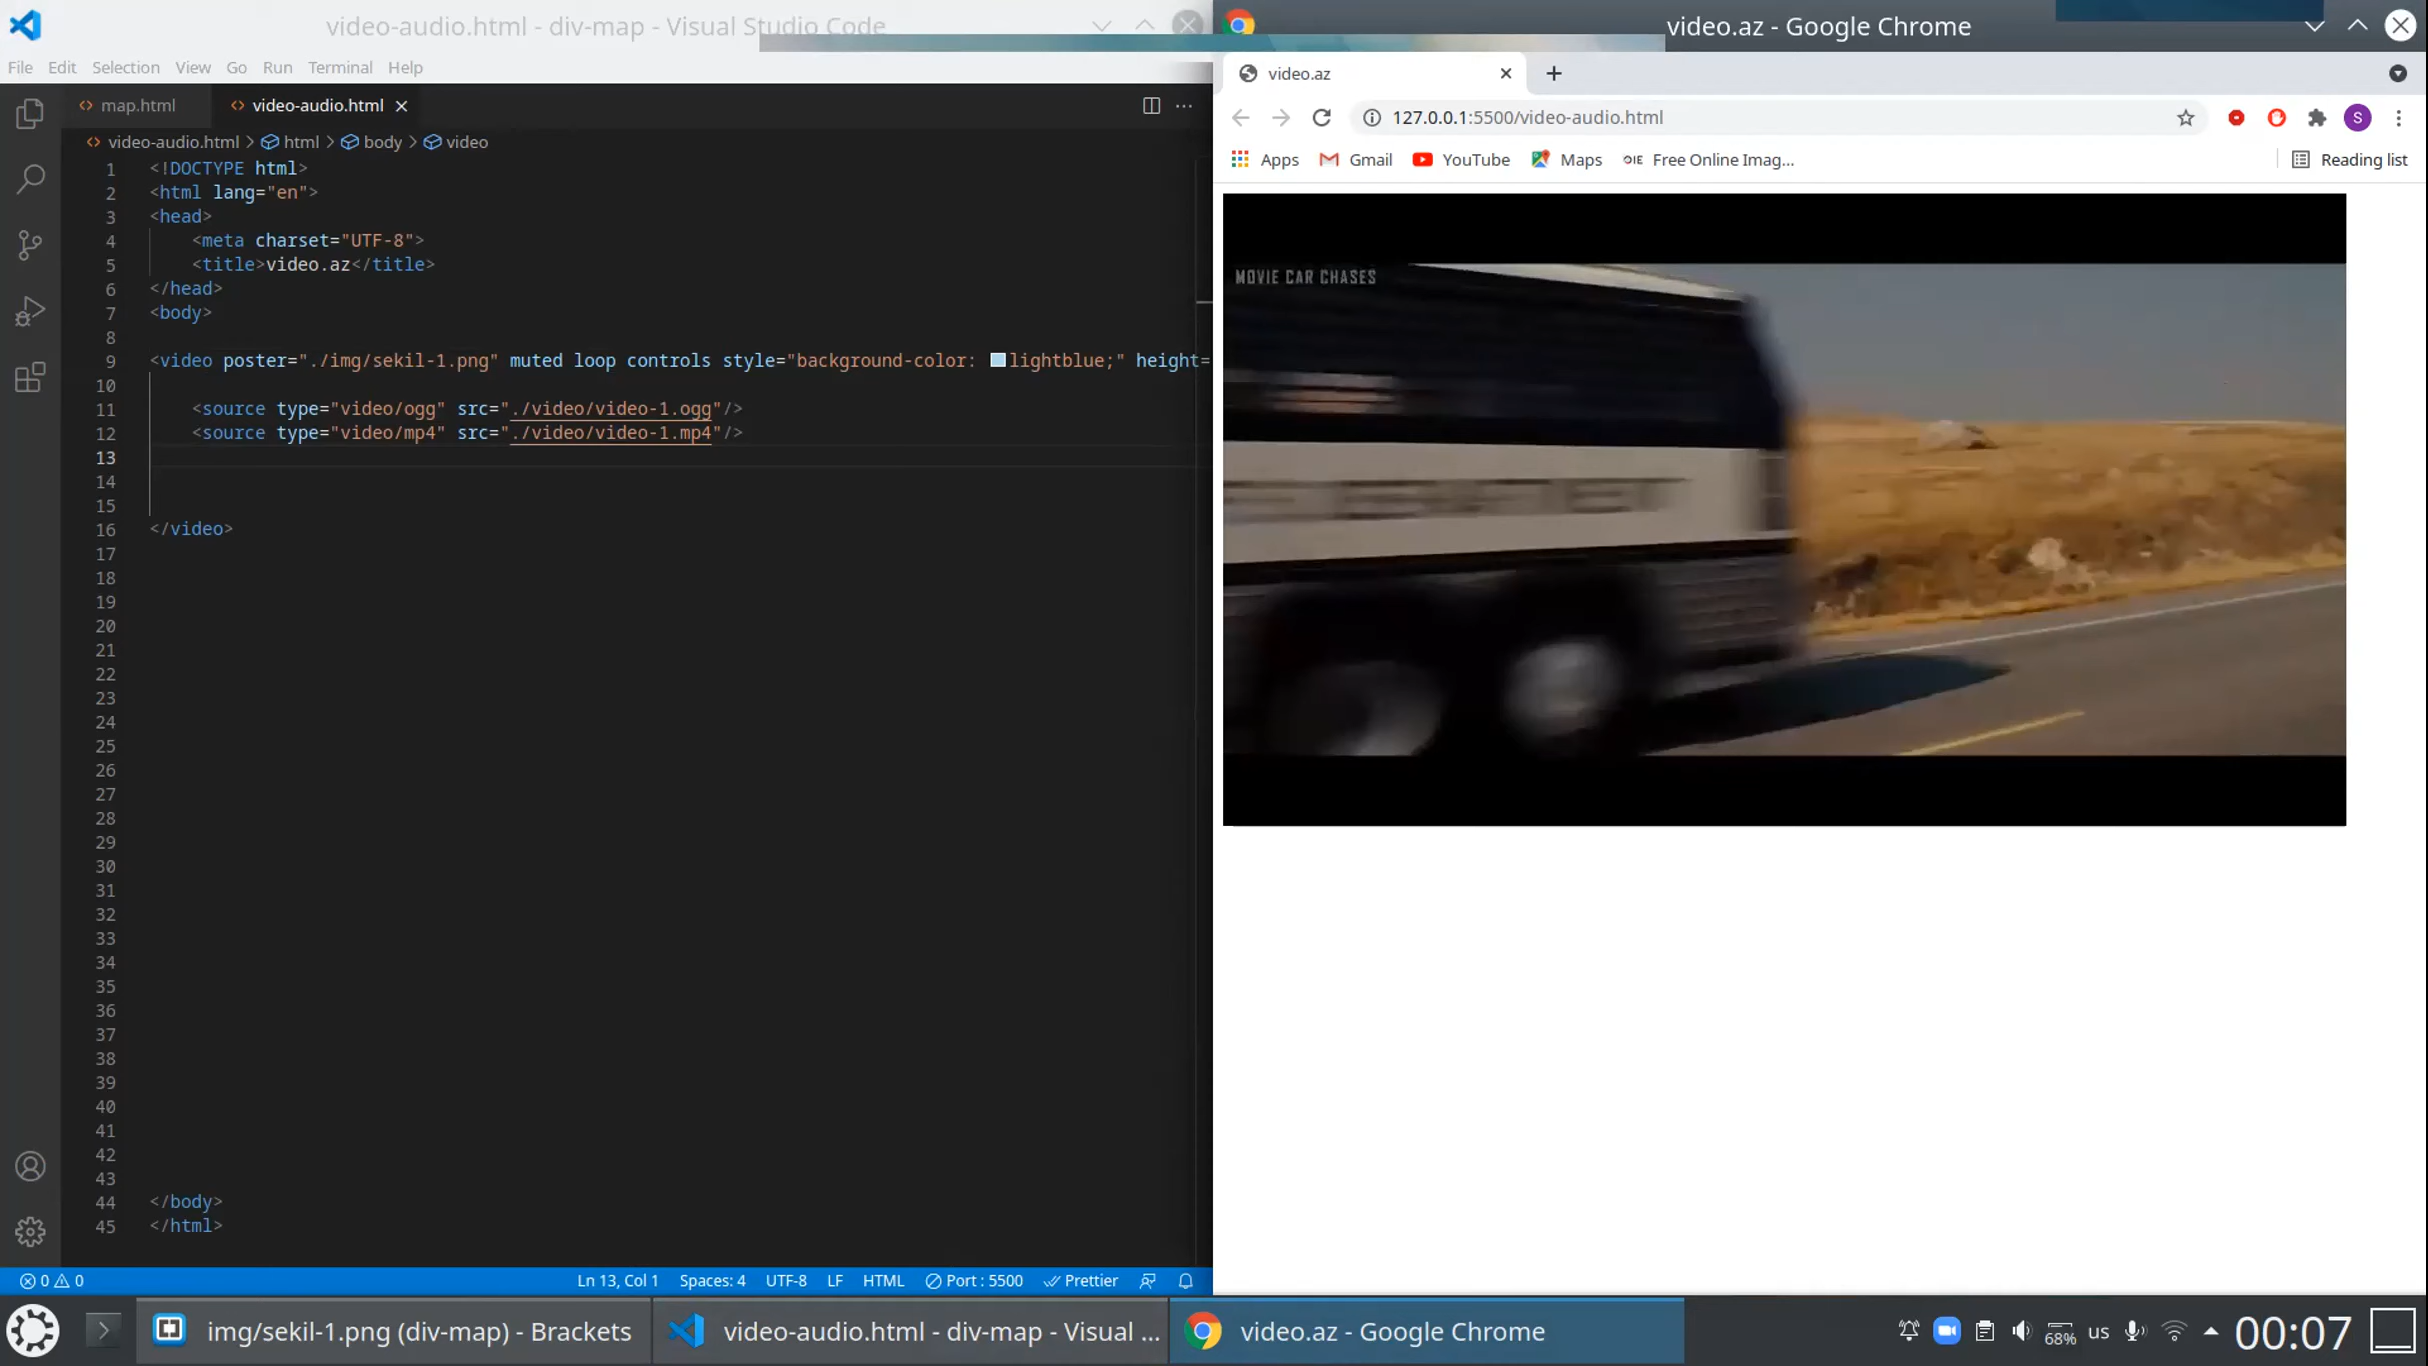 video-audio.html - div-map - Visual Studio Code
File Edit Selection View Go Run Terminal Help
map.html video-audio.html
video-audio.html > html > body > video
1 <!DOCTYPE html>
2 <html lang="en">
3 <head>
4 <meta charset="UTF-8">
5 <title>video.az</title>
6 </head>
7 <body>
8
9 <video poster="./img/sekil-1.png" muted loop controls style="background-color: lightblue;" height=
10
11 <source type="video/ogg" src="./video/video-1.ogg"/>
12 <source type="video/mp4" src="./video/video-1.mp4"/>
13
14
15
16 </video>
17
18
19
20
21
22
23
24
25
26
27
28
29
30
31
32
33
34
35
36
37
38
39
40
41
42
43
44 </body>
45 </html>
0 0 Ln 13, Col 1 Spaces: 4 UTF-8 LF HTML Port : 5500 Prettier
video.az - Google Chrome
video.az
127.0.0.1:5500/video-audio.html S
Apps Gmail YouTube Maps OIE Free Online Imag... Reading list
MOVIE CAR CHASES
img/sekil-1.png (div-map) - Brackets video-audio.html - div-map - Visual ... video.az - Google Chrome 68% us 00:07